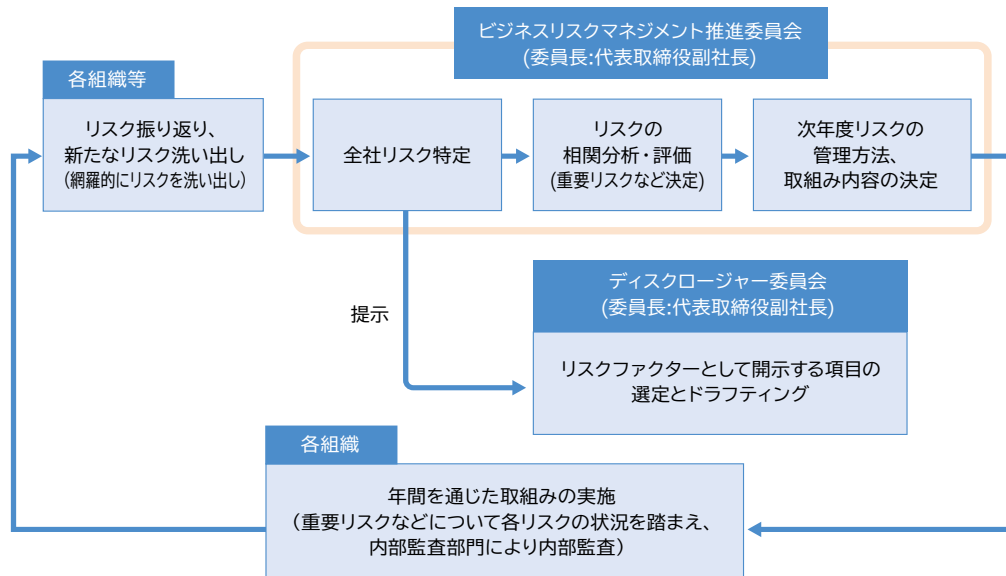 ビジネスリスクマネジメント推進委員会
(委員長:代表取締役副社長)
各組織等
リスク振り返り、
新たなリスク洗い出し
(網羅的にリスクを洗い出し)
全社リスク特定
リスクの
相関分析・評価
(重要リスクなど決定)
次年度リスクの
管理方法、
取組み内容の決定
提示
ディスクロージャー委員会
(委員長:代表取締役副社長)
リスクファクターとして開示する項目の
選定とドラフティング
各組織
年間を通じた取組みの実施
(重要リスクなどについて各リスクの状況を踏まえ、
内部監査部門により内部監査)